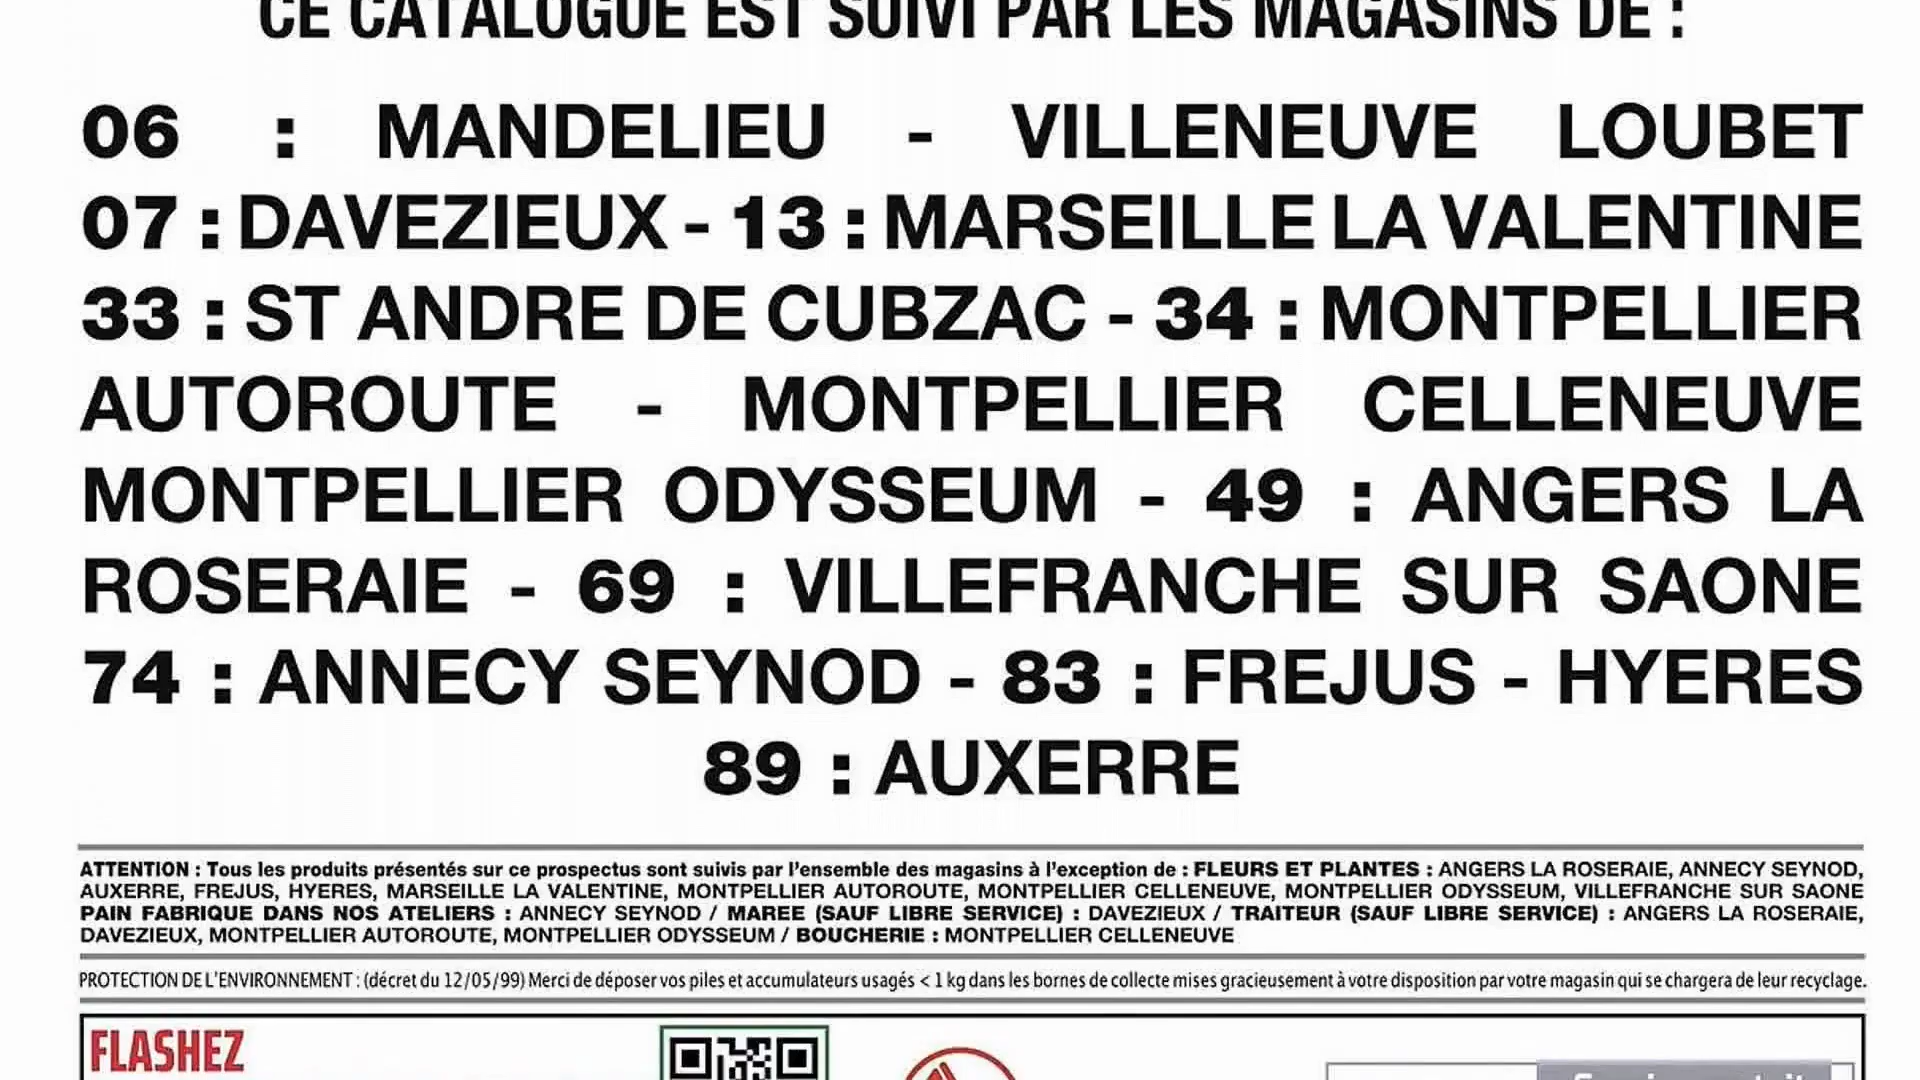 CE CATALOGUE EST SUIVI PAR LES MAGASINS DE :
06 : MANDELIEU - VILLENEUVE LOUBET
07 : DAVEZIEUX - 13 : MARSEILLE LA VALENTINE
33 : ST ANDRE DE CUBZAC - 34 : MONTPELLIER
AUTOROUTE - MONTPELLIER CELLENEUVE
MONTPELLIER ODYSSEUM - 49 : ANGERS LA
ROSERAIE - 69 : VILLEFRANCHE SUR SAONE
74 : ANNECY SEYNOD - 83 : FREJUS - HYERES
89 : AUXERRE
ATTENTION : Tous les produits présentés sur ce prospectus sont suivis par l'ensemble des magasins à l'exception de : FLEURS ET PLANTES : ANGERS LA ROSERAIE, ANNECY SEYNOD,
AUXERRE, FREJUS, HYERES, MARSEILLE LA VALENTINE, MONTPELLIER AUTOROUTE, MONTPELLIER CELLENEUVE, MONTPELLIER ODYSSEUM, VILLEFRANCHE SUR SAONE
PAIN FABRIQUE DANS NOS ATELIERS : ANNECY SEYNOD / MAREE (SAUF LIBRE SERVICE) : DAVEZIEUX / TRAITEUR (SAUF LIBRE SERVICE) : ANGERS LA ROSERAIE,
DAVEZIEUX, MONTPELLIER AUTOROUTE, MONTPELLIER ODYSSEUM / BOUCHERIE : MONTPELLIER CELLENEUVE
PROTECTION DE L'ENVIRONNEMENT : (décret du 12/05/99) Merci de déposer vos piles et accumulateurs usagés < 1 kg dans les bornes de collecte mises gracieusement à votre disposition par votre magasin qui se chargera de leur recyclage.
FLASHEZ